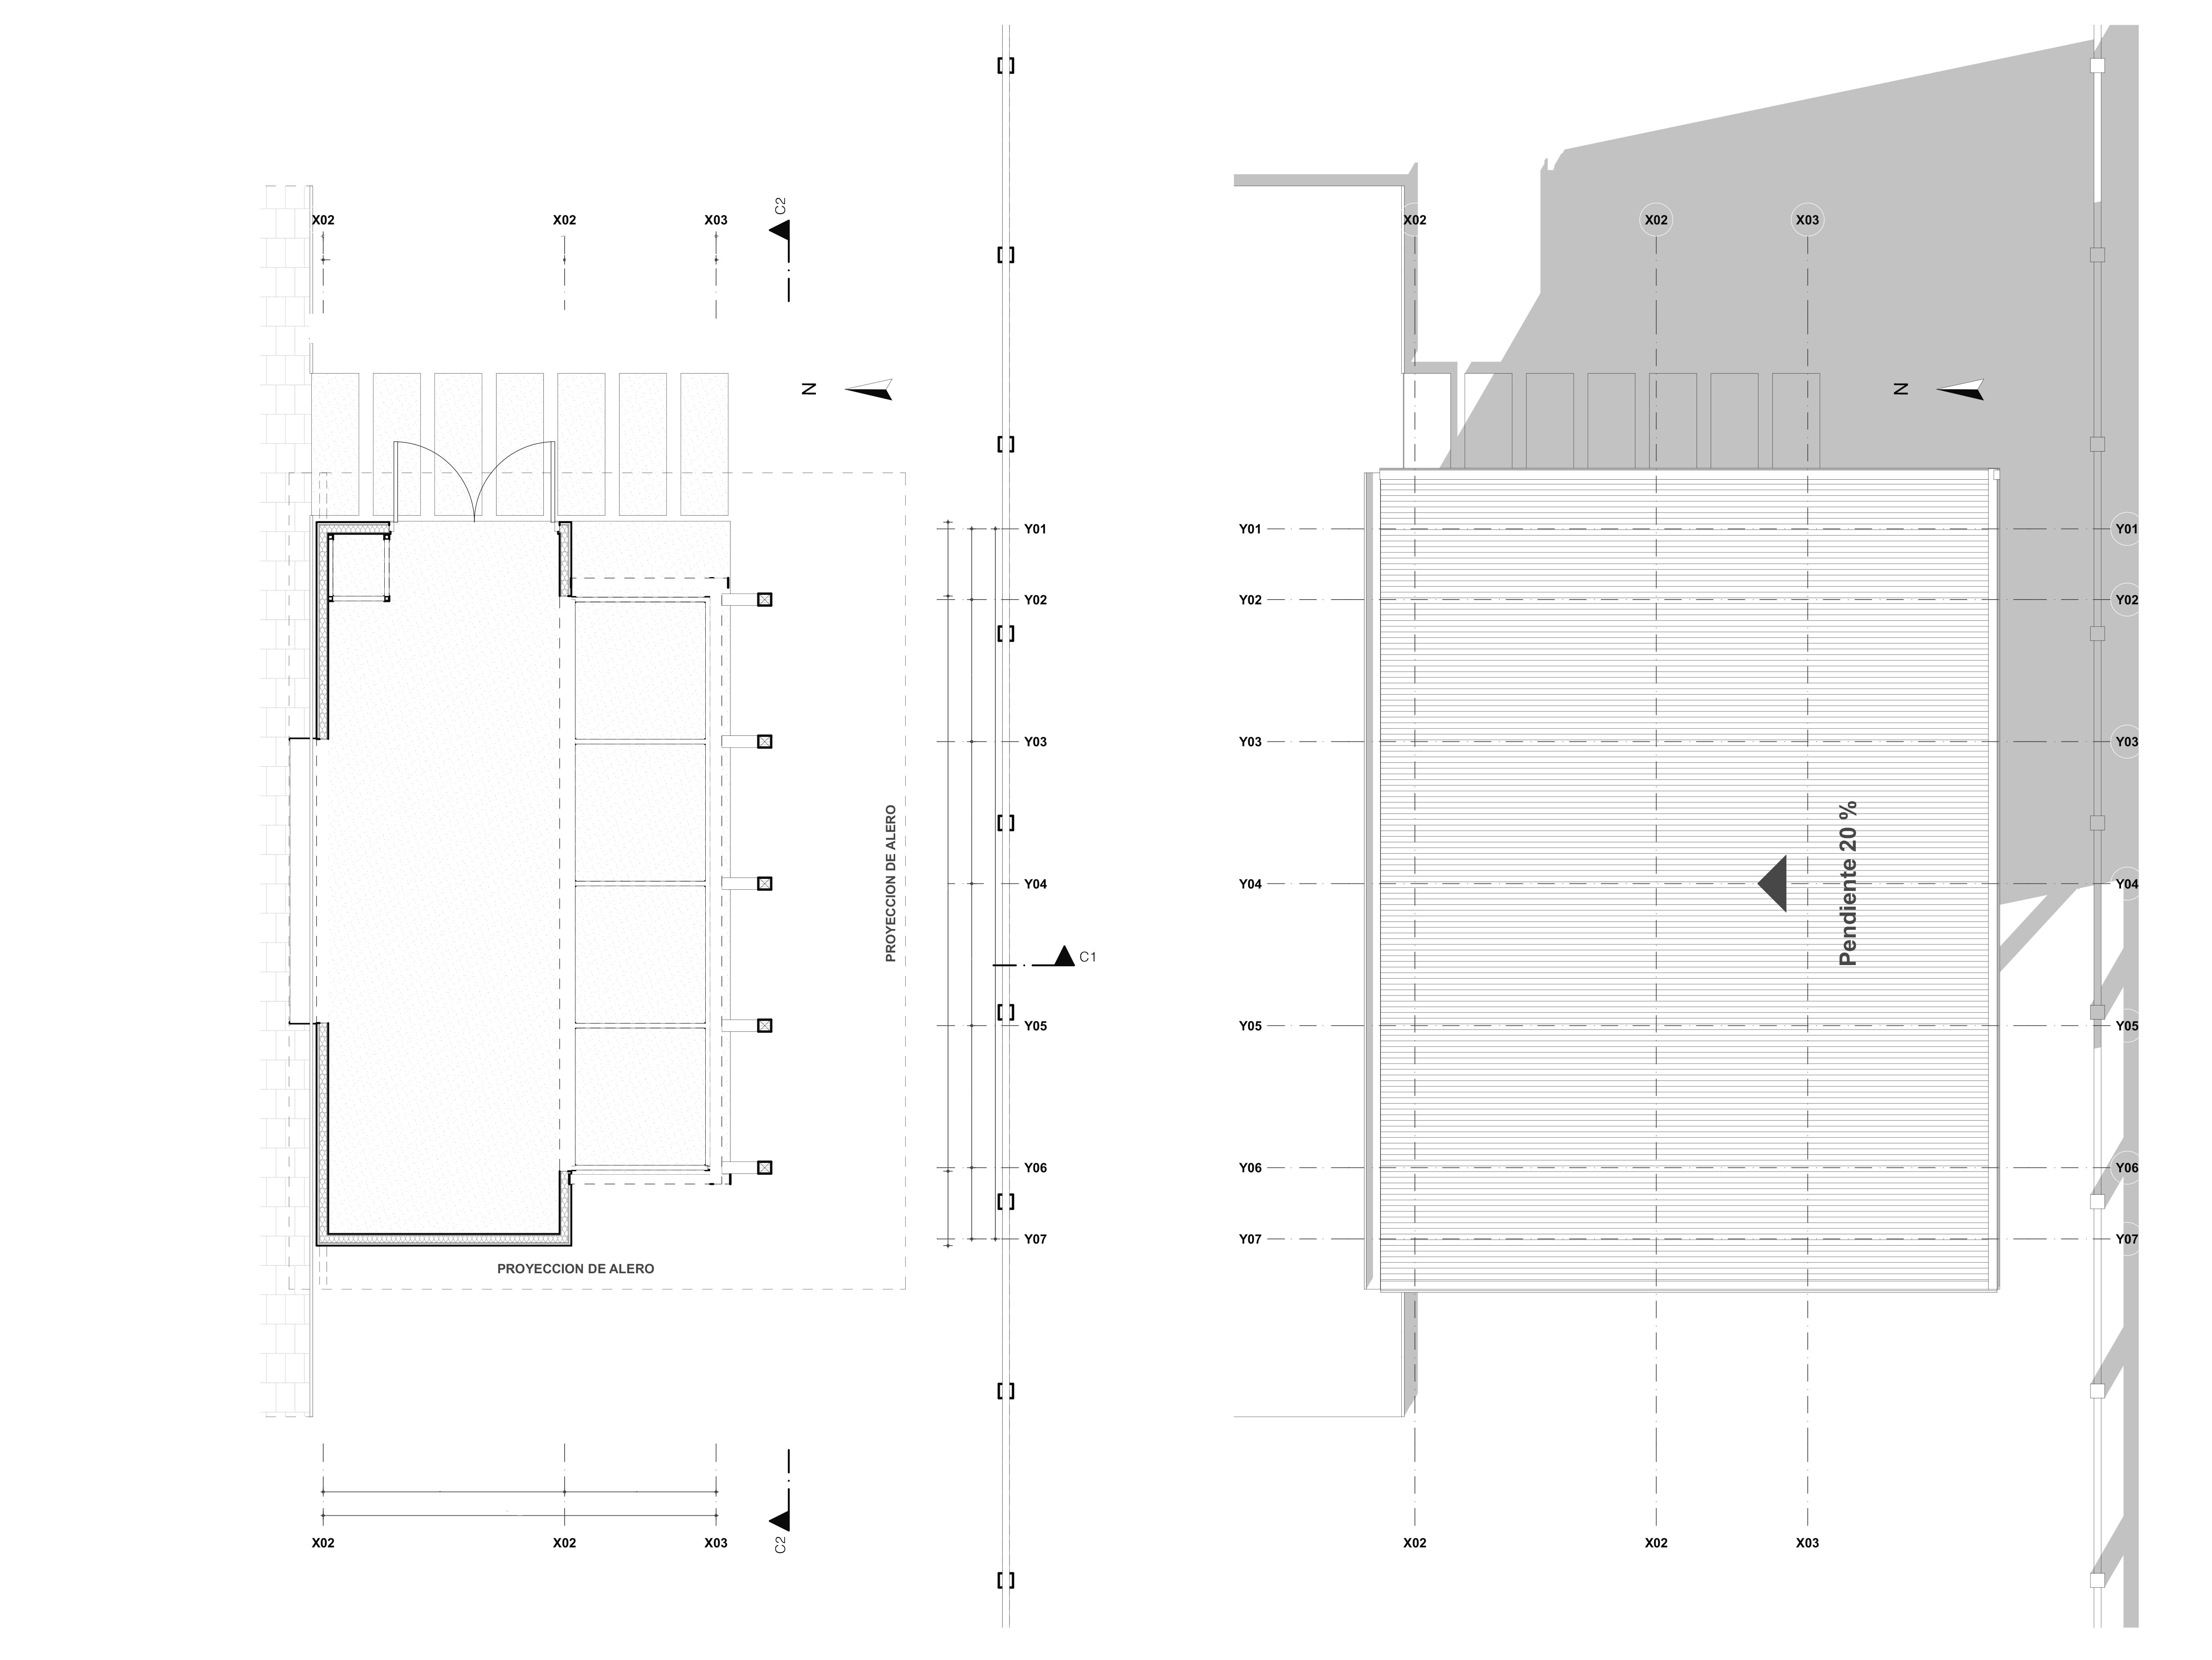 C2
X02 X02 X03
N
Y01
Y02
Y03
Y04
PROYECCION DE ALERO
C1
Y05
Y06
Y07
PROYECCION DE ALERO
X02 X02 X03
C2
X02 X02 X03
N
Y01 Y01
Y02 Y02
Y03 Y03
Y04 Y04
Pendiente 20 %
Y05 Y05
Y06 Y06
Y07 Y07
X02 X02 X03